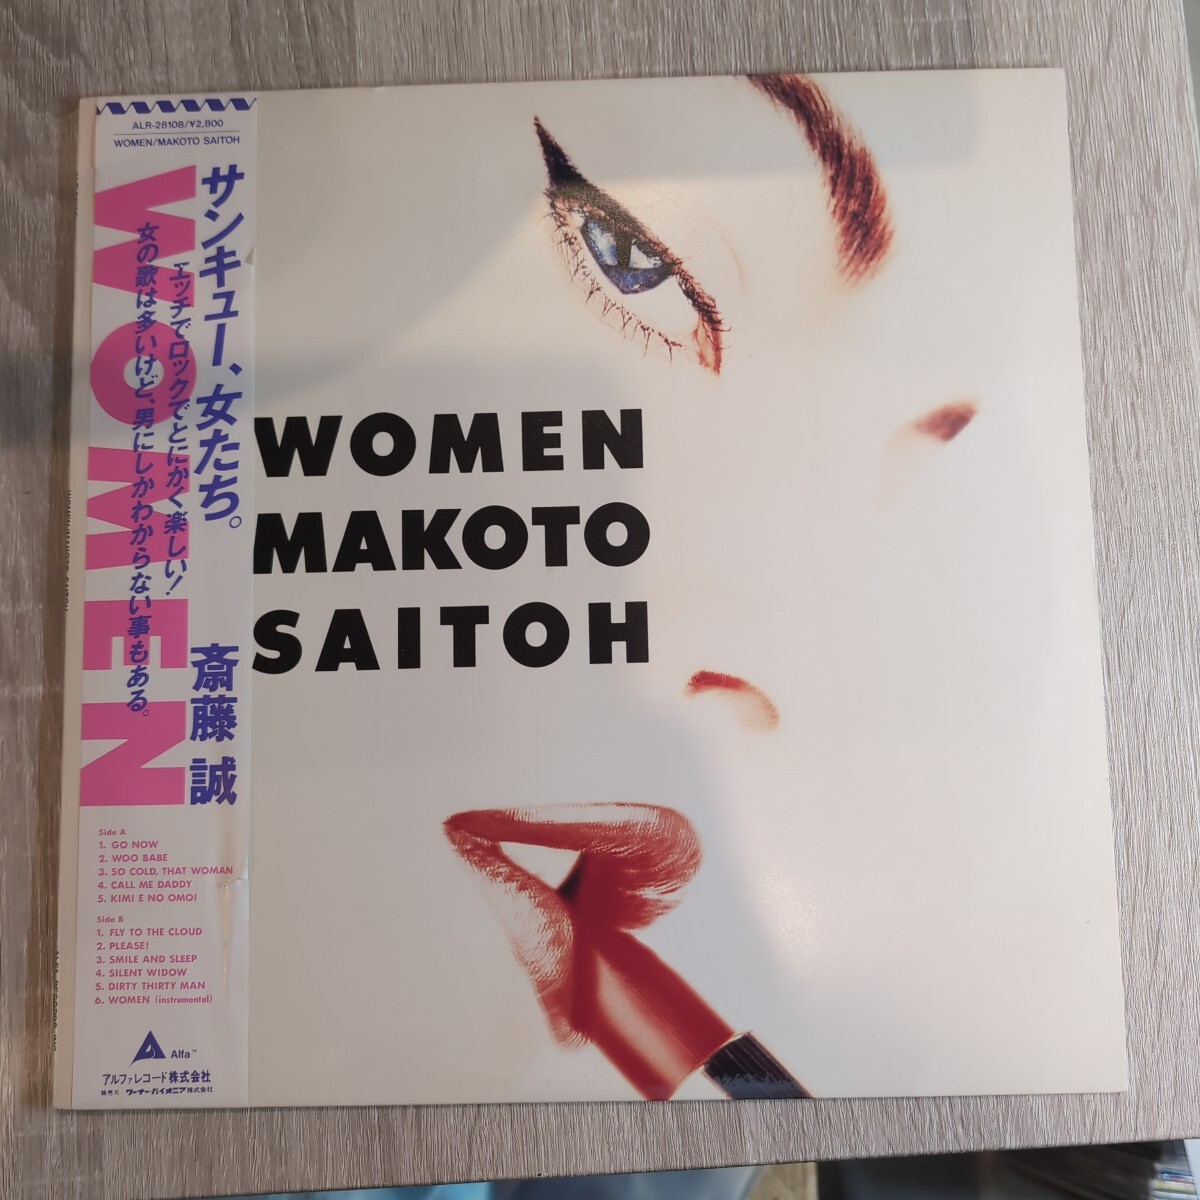 ALR-28108/¥2,800
WOMEN/MAKOTO SAITOH
WOMEN
サンキュー、女たち。
エッチでロックでとにかく楽しい!
女の歌は多いけど、男にしかわからない事もある。
斎藤 誠
Side A
1. GO NOW
2. WOO BABE
3. SO COLD, THAT WOMAN
4. CALL ME DADDY
5. KIMI E NO OMOI
Side B
1. FLY TO THE CLOUD
2. PLEASE!
3. SMILE AND SLEEP
4. SILENT WIDOW
5. DIRTY THIRTY MAN
6. WOMEN (instrumental)
Alfa™
アルファレコード株式会社
販売元 ワーナー・パイオニア株式会社
WOMEN
MAKOTO
SAITOH